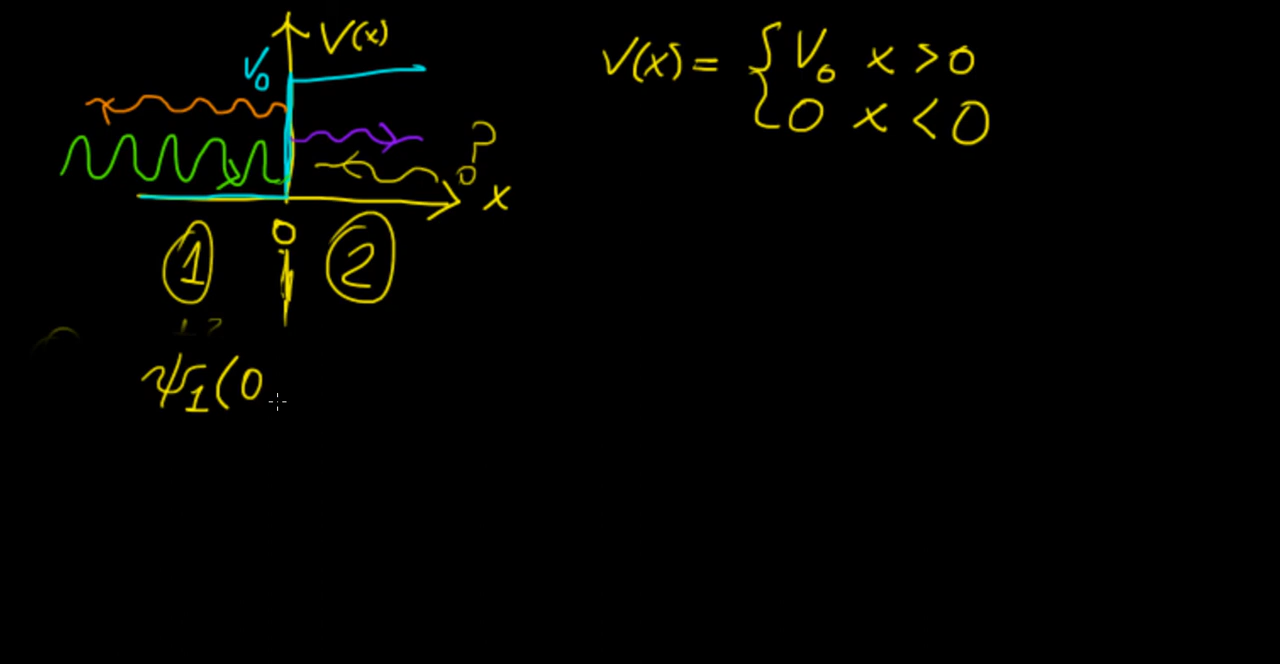 V(x)
V₀
?
x
0
1 2
ψ₁(0
V(x) = { V₀ x > 0
0 x < 0